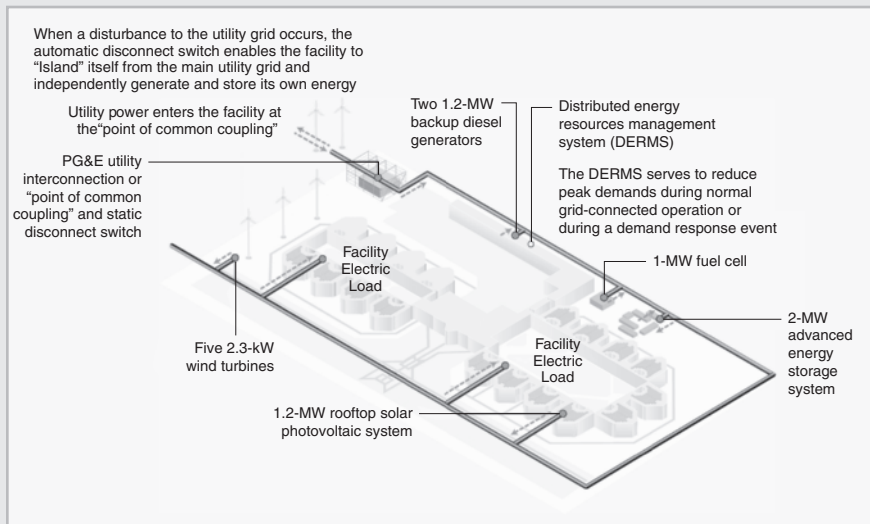 When a disturbance to the utility grid occurs, the
automatic disconnect switch enables the facility to
“Island” itself from the main utility grid and
independently generate and store its own energy
Utility power enters the facility at
the“point of common coupling”
PG&E utility
interconnection or
“point of common
coupling” and static
disconnect switch
Two 1.2-MW
backup diesel
generators
Distributed energy
resources management
system (DERMS)
The DERMS serves to reduce
peak demands during normal
grid-connected operation or
during a demand response event
1-MW fuel cell
2-MW
advanced
energy
storage
system
Facility
Electric
Load
Facility
Electric
Load
Five 2.3-kW
wind turbines
1.2-MW rooftop solar
photovoltaic system